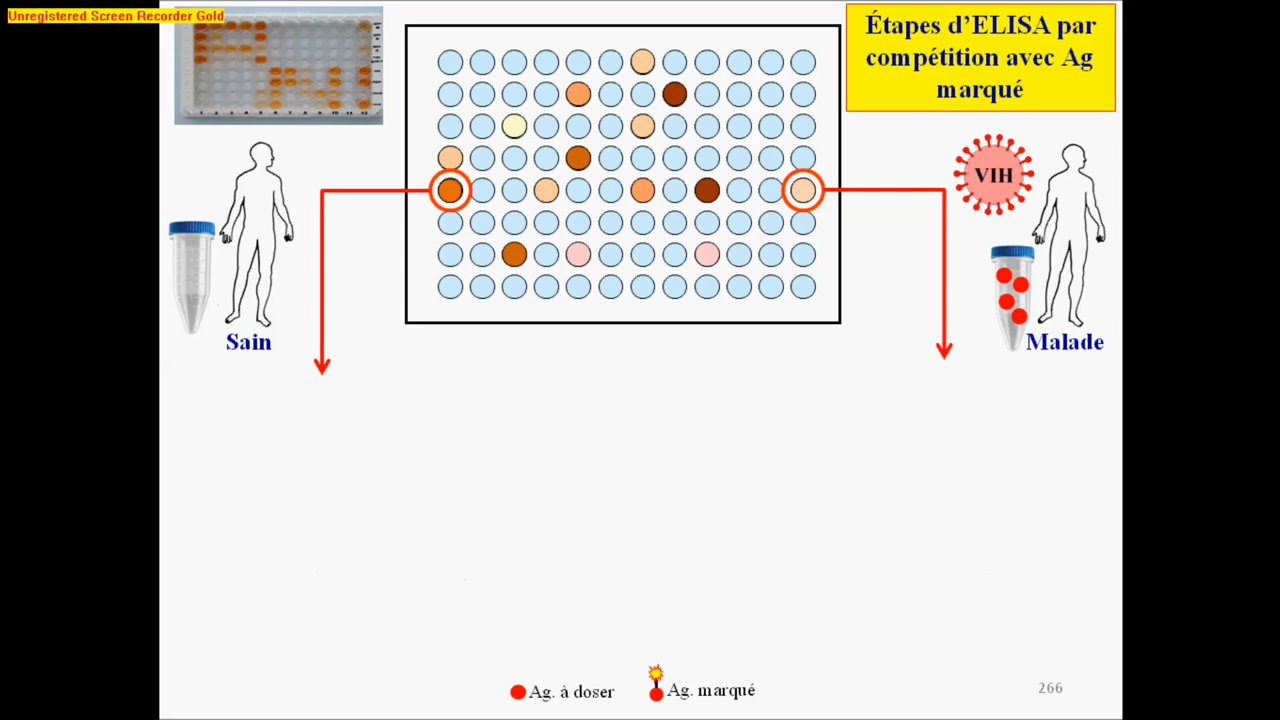 Unregistered Screen Recorder Gold
Étapes d’ELISA par
compétition avec Ag
marqué
VIH
Sain
Malade
Ag. à doser
Ag. marqué
266